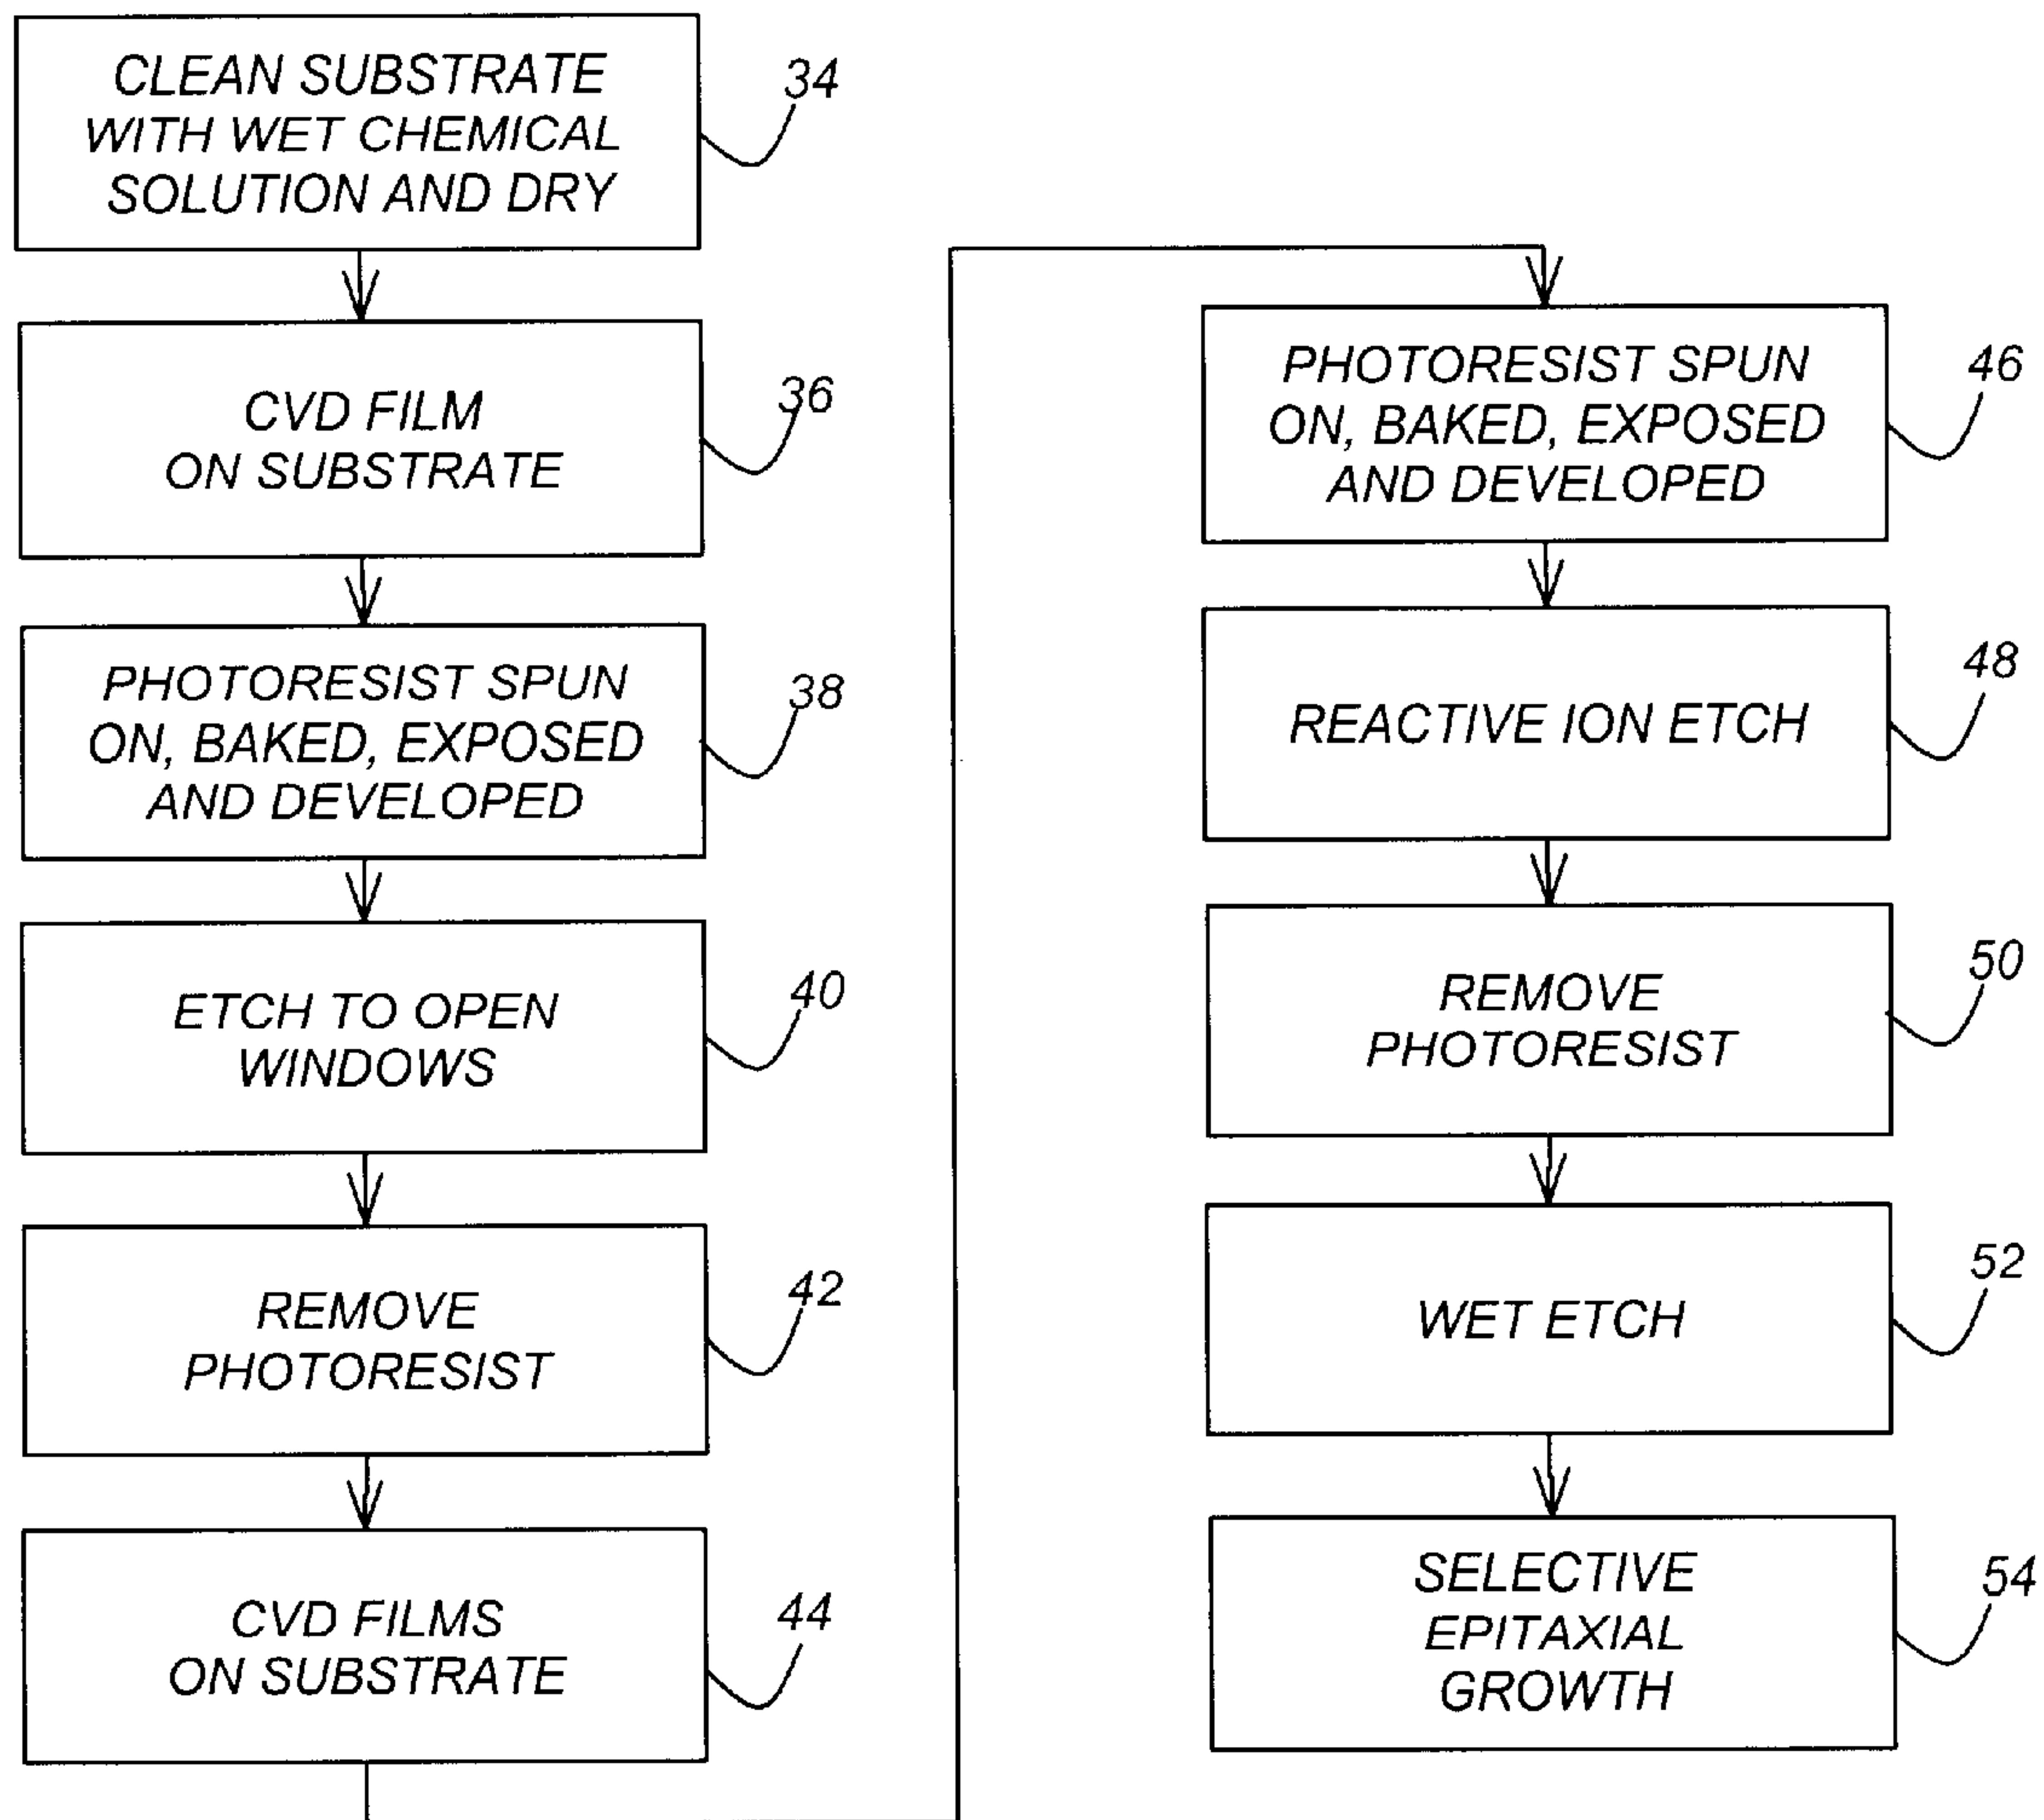 CLEAN SUBSTRATE
WITH WET CHEMICAL
SOLUTION AND DRY
34
CVD FILM
ON SUBSTRATE
36
PHOTORESIST SPUN
ON, BAKED, EXPOSED
AND DEVELOPED
38
ETCH TO OPEN
WINDOWS
40
REMOVE
PHOTORESIST
42
CVD FILMS
ON SUBSTRATE
44
PHOTORESIST SPUN
ON, BAKED, EXPOSED
AND DEVELOPED
46
REACTIVE ION ETCH
48
REMOVE
PHOTORESIST
50
WET ETCH
52
SELECTIVE
EPITAXIAL
GROWTH
54